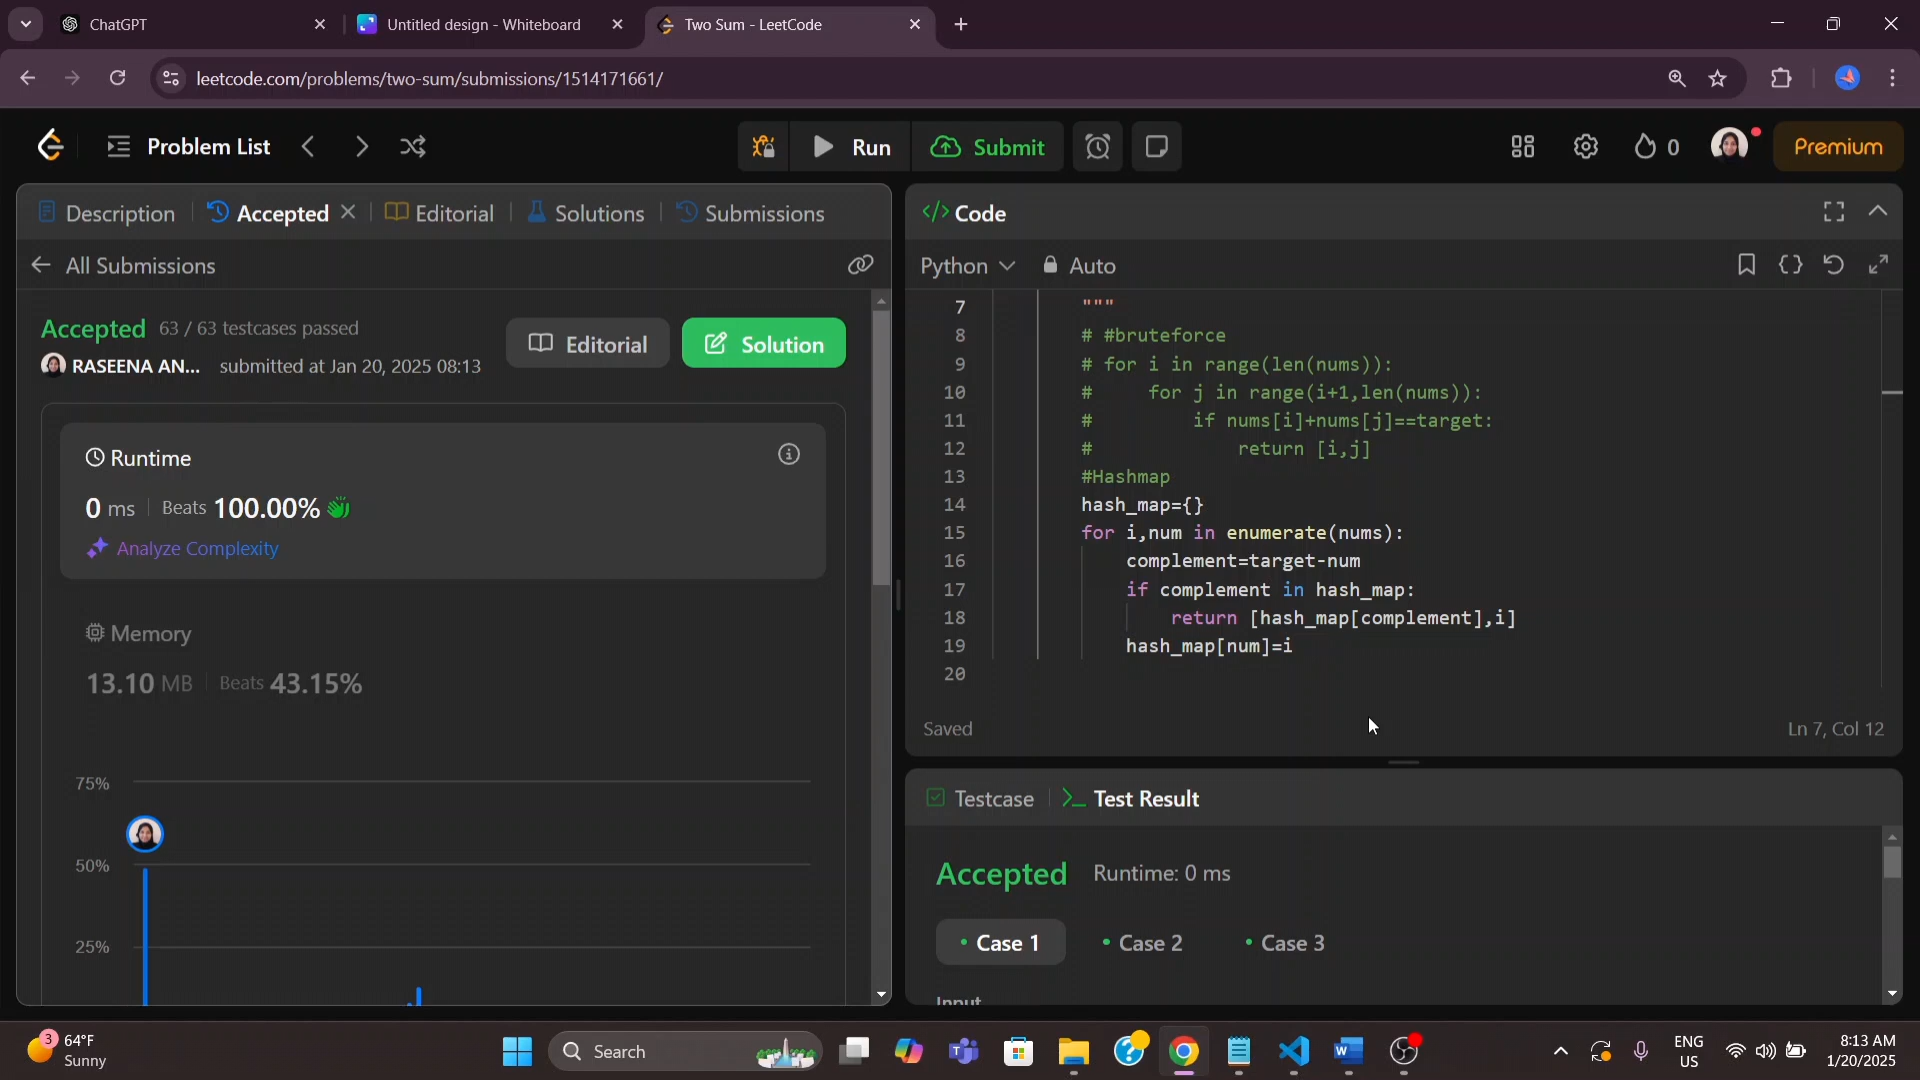 ChatGPT
Untitled design - Whiteboard
Two Sum - LeetCode
leetcode.com/problems/two-sum/submissions/1514171661/
Problem List
Run
Submit
0
Premium
Description
Accepted
Editorial
Solutions
Submissions
All Submissions
Accepted 63 / 63 testcases passed
RASEENA AN... submitted at Jan 20, 2025 08:13
Editorial
Solution
Runtime
0 ms Beats 100.00%
Analyze Complexity
Memory
13.10 MB Beats 43.15%
75%
50%
25%
</> Code
Python
Auto
7 """
8 # #bruteforce
9 # for i in range(len(nums)):
10 #     for j in range(i+1,len(nums)):
11 #         if nums[i]+nums[j]==target:
12 #             return [i,j]
13 #Hashmap
14 hash_map={}
15 for i,num in enumerate(nums):
16     complement=target-num
17     if complement in hash_map:
18         return [hash_map[complement],i]
19     hash_map[num]=i
20
Saved
Ln 7, Col 12
Testcase
>_ Test Result
Accepted Runtime: 0 ms
• Case 1
• Case 2
• Case 3
Input
3
64°F
Sunny
Search
ENG
US
8:13 AM
1/20/2025